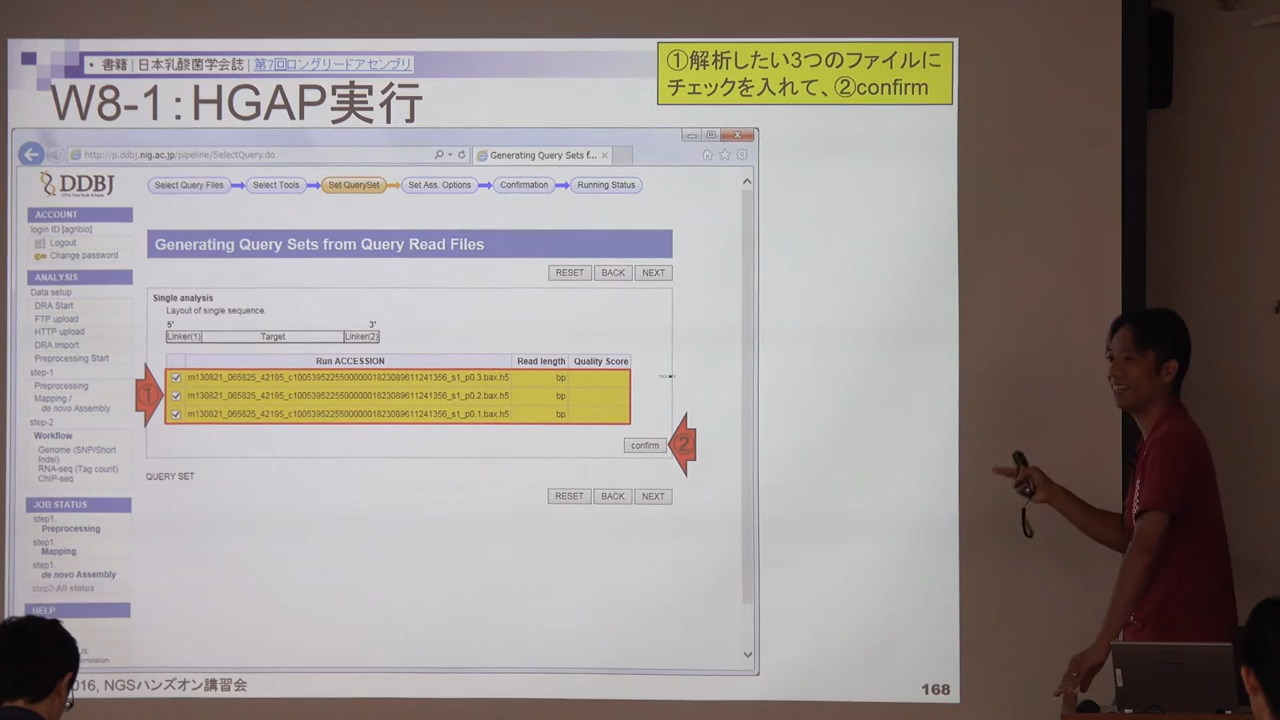 ・書籍 | 日本乳酸菌学会誌 | 第7回ロングリードアセンブリ
W8-1：HGAP実行
①解析したい3つのファイルに
チェックを入れて、②confirm
http://p.ddbj.nig.ac.jp/pipeline/SelectQuery.do
Generating Query Sets f...
DDBJ
Select Query Files
Select Tools
Set QuerySet
Set Ass. Options
Confirmation
Running Status
ACCOUNT
login ID [agribio]
Logout
Change password
ANALYSIS
Data setup
DRA Start
FTP upload
HTTP upload
DRA Import
Preprocessing Start
step-1
Preprocessing
Mapping /
de novo Assembly
step-2
Workflow
Genome (SNP/Short
Indel)
RNA-seq (Tag count)
ChIP-seq
JOB STATUS
step1.
Preprocessing
step1.
Mapping
step1.
de novo Assembly
step2-All status
HELP
Generating Query Sets from Query Read Files
RESET BACK NEXT
Single analysis
Layout of single sequence.
5' 3'
Linker(1) Target Linker(2)
Run ACCESSION Read length Quality Score
m130821_065825_42195_c100539522550000001823089611241356_s1_p0.3.bax.h5 bp
m130821_065825_42195_c100539522550000001823089611241356_s1_p0.2.bax.h5 bp
m130821_065825_42195_c100539522550000001823089611241356_s1_p0.1.bax.h5 bp
①
confirm
②
QUERY SET
RESET BACK NEXT
016, NGSハンズオン講習会
168